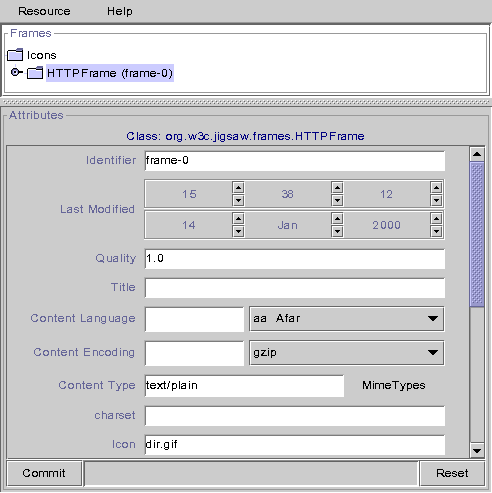 Resource Help
Frames
Icons
HTTPFrame (frame-0)
Attributes
Class: org.w3c.jigsaw.frames.HTTPFrame
Identifier frame-0
15 38 12
Last Modified
14 Jan 2000
Quality 1.0
Title
Content Language aa Afar
Content Encoding gzip
Content Type text/plain MimeTypes
charset
Icon dir.gif
Commit Reset